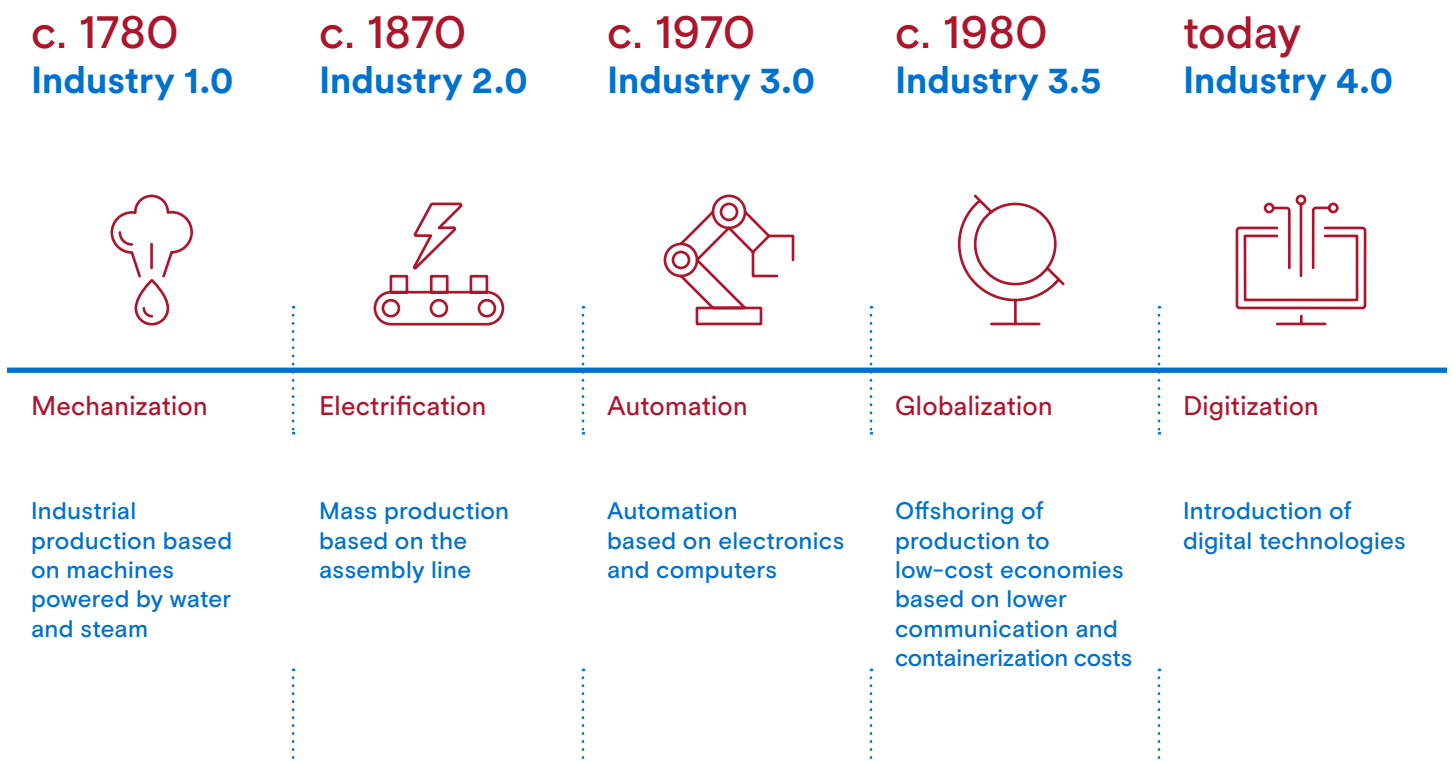 c. 1780
Industry 1.0
c. 1870
Industry 2.0
c. 1970
Industry 3.0
c. 1980
Industry 3.5
today
Industry 4.0
Mechanization
Electrification
Automation
Globalization
Digitization
Industrial
production based
on machines
powered by water
and steam
Mass production
based on the
assembly line
Automation
based on electronics
and computers
Offshoring of
production to
low-cost economies
based on lower
communication and
containerization costs
Introduction of
digital technologies